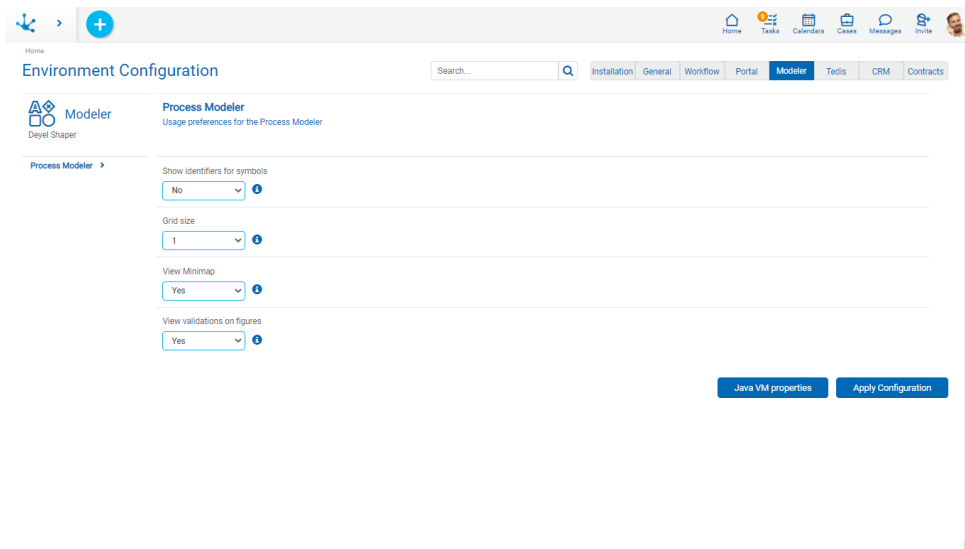 9
Home
Tasks
Calendars
Cases
Messages
Invite
Home
Environment Configuration
Search...
Installation
General
Workflow
Portal
Modeler
Tedis
CRM
Contracts
Modeler
Deyel Shaper
Process Modeler
Process Modeler
Usage preferences for the Process Modeler
Show identifiers for symbols
No
Grid size
1
View Minimap
Yes
View validations on figures
Yes
Java VM properties
Apply Configuration